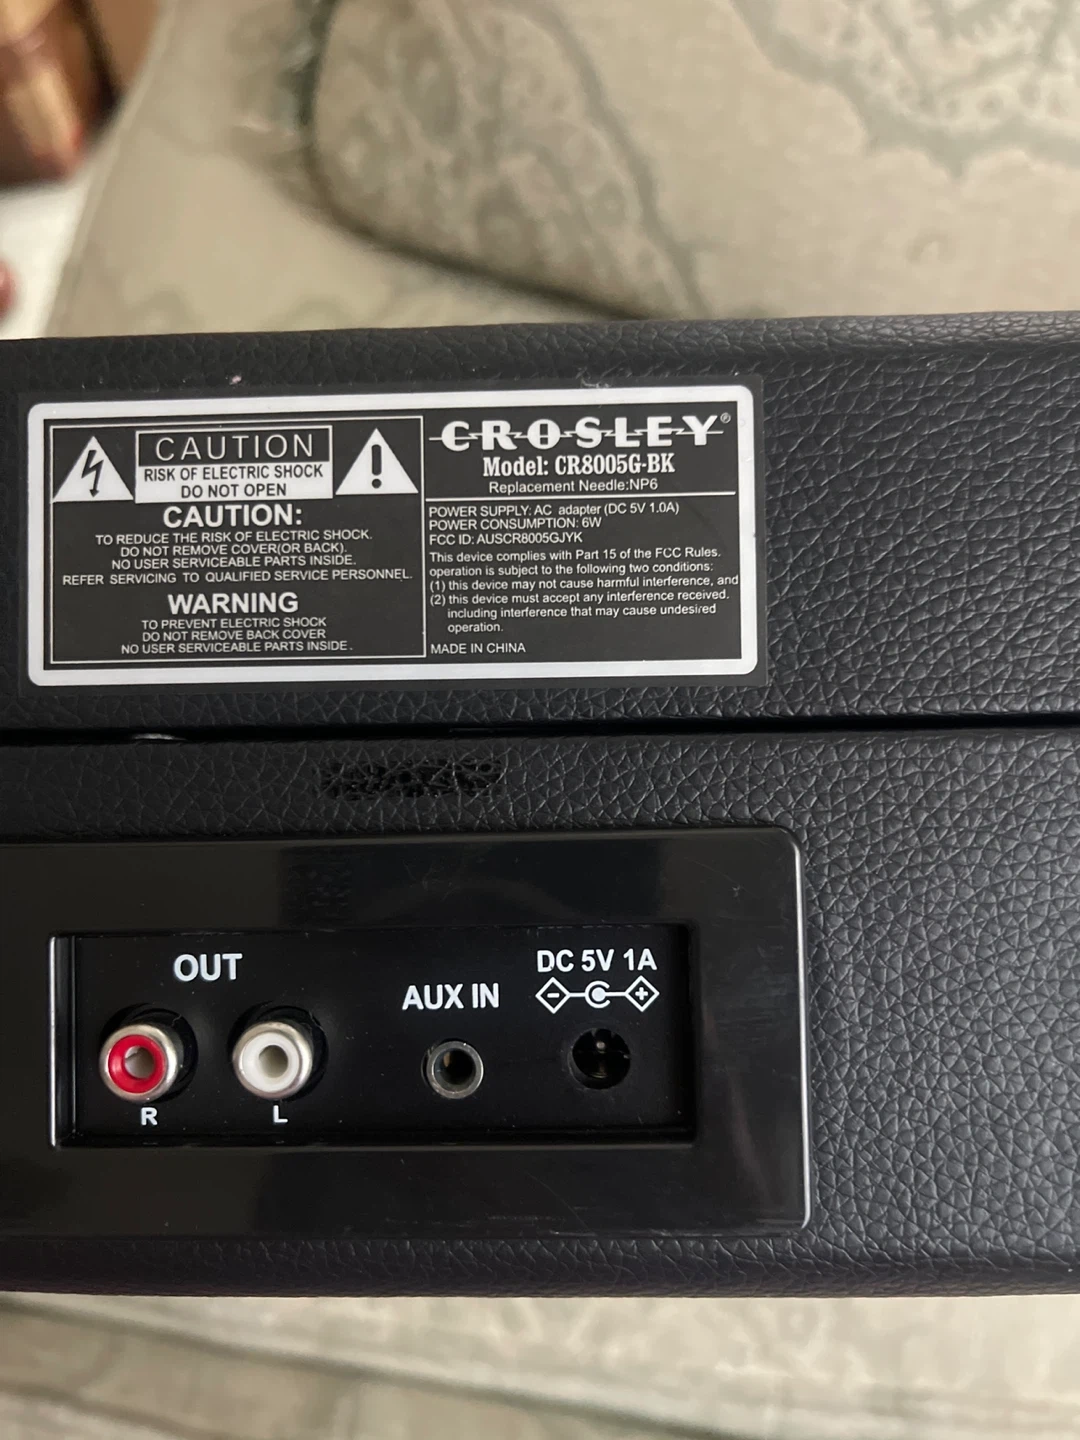 CAUTION
RISK OF ELECTRIC SHOCK
DO NOT OPEN
CAUTION:
TO REDUCE THE RISK OF ELECTRIC SHOCK.
DO NOT REMOVE COVER(OR BACK).
NO USER SERVICEABLE PARTS INSIDE.
REFER SERVICING TO QUALIFIED SERVICE PERSONNEL.
WARNING
TO PREVENT ELECTRIC SHOCK
DO NOT REMOVE BACK COVER
NO USER SERVICEABLE PARTS INSIDE.
CROSLEY®
Model: CR8005G-BK
Replacement Needle:NP6
POWER SUPPLY: AC adapter (DC 5V 1.0A)
POWER CONSUMPTION: 6W
FCC ID: AUSCR8005GJYK
This device complies with Part 15 of the FCC Rules.
operation is subject to the following two conditions:
(1) this device may not cause harmful interference, and
(2) this device must accept any interference received.
including interference that may cause undesired
operation.
MADE IN CHINA
OUT
R
L
AUX IN
DC 5V 1A
- +